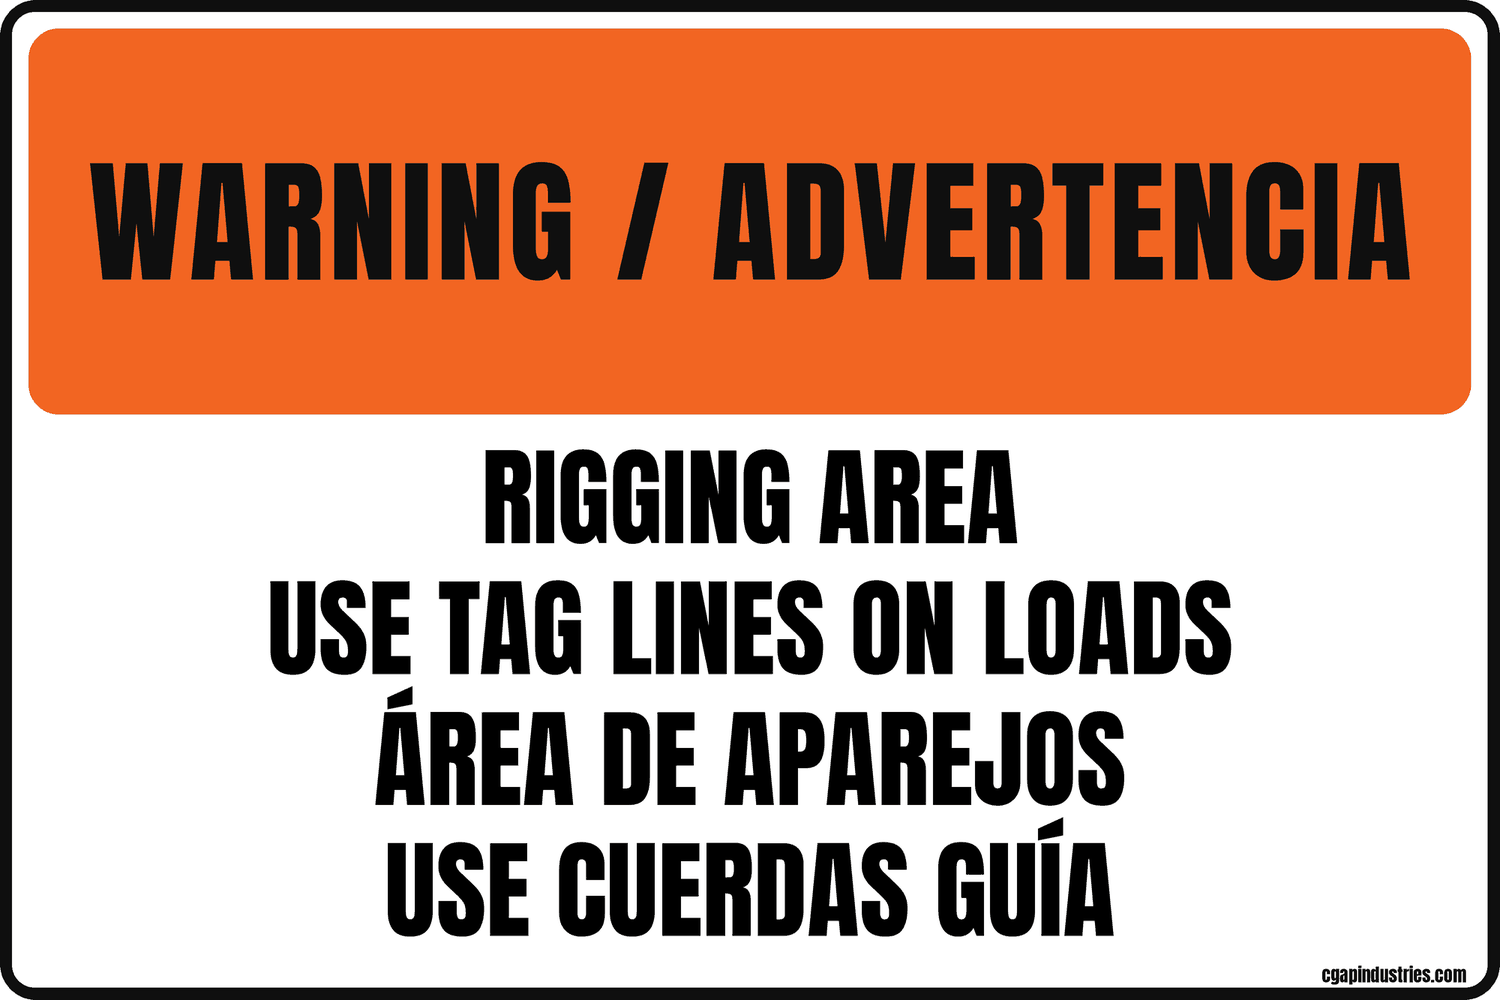 WARNING / ADVERTENCIA
RIGGING AREA
USE TAG LINES ON LOADS
ÁREA DE APAREJOS
USE CUERDAS GUÍA
cgapindustries.com